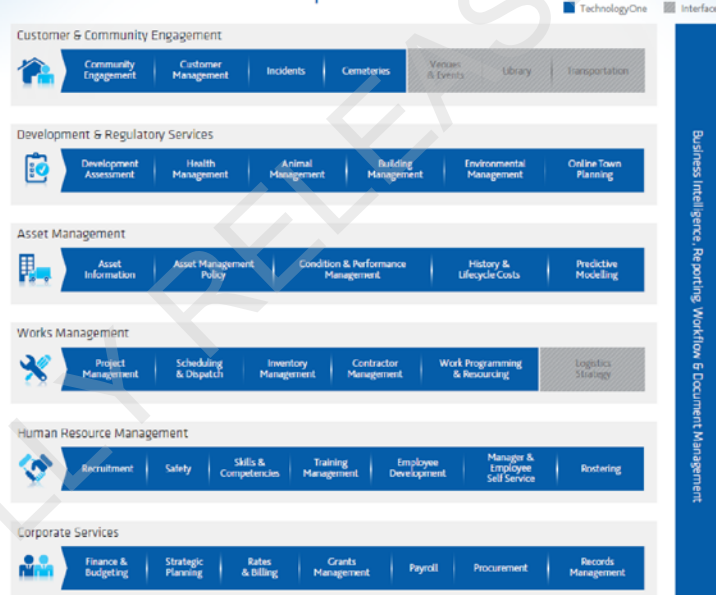 TechnologyOne
Interface
Customer & Community Engagement
Community
Engagement
Customer
Management
Incidents
Cemeteries
Venues
& Events
Library
Transportation
Development & Regulatory Services
Development
Assessment
Health
Management
Animal
Management
Building
Management
Environmental
Management
Online Town
Planning
Asset Management
Asset
Information
Asset Management
Policy
Condition & Performance
Management
History &
Lifecycle Costs
Predictive
Modelling
Works Management
Project
Management
Scheduling
& Dispatch
Inventory
Management
Contractor
Management
Work Programming
& Resourcing
Logistics
Strategy
Human Resource Management
Recruitment
Safety
Skills &
Competencies
Training
Management
Employee
Development
Manager &
Employee
Self Service
Rostering
Corporate Services
Finance &
Budgeting
Strategic
Planning
Rates
& Billing
Grants
Management
Payroll
Procurement
Records
Management
Business Intelligence, Reporting, Workflow & Document Management